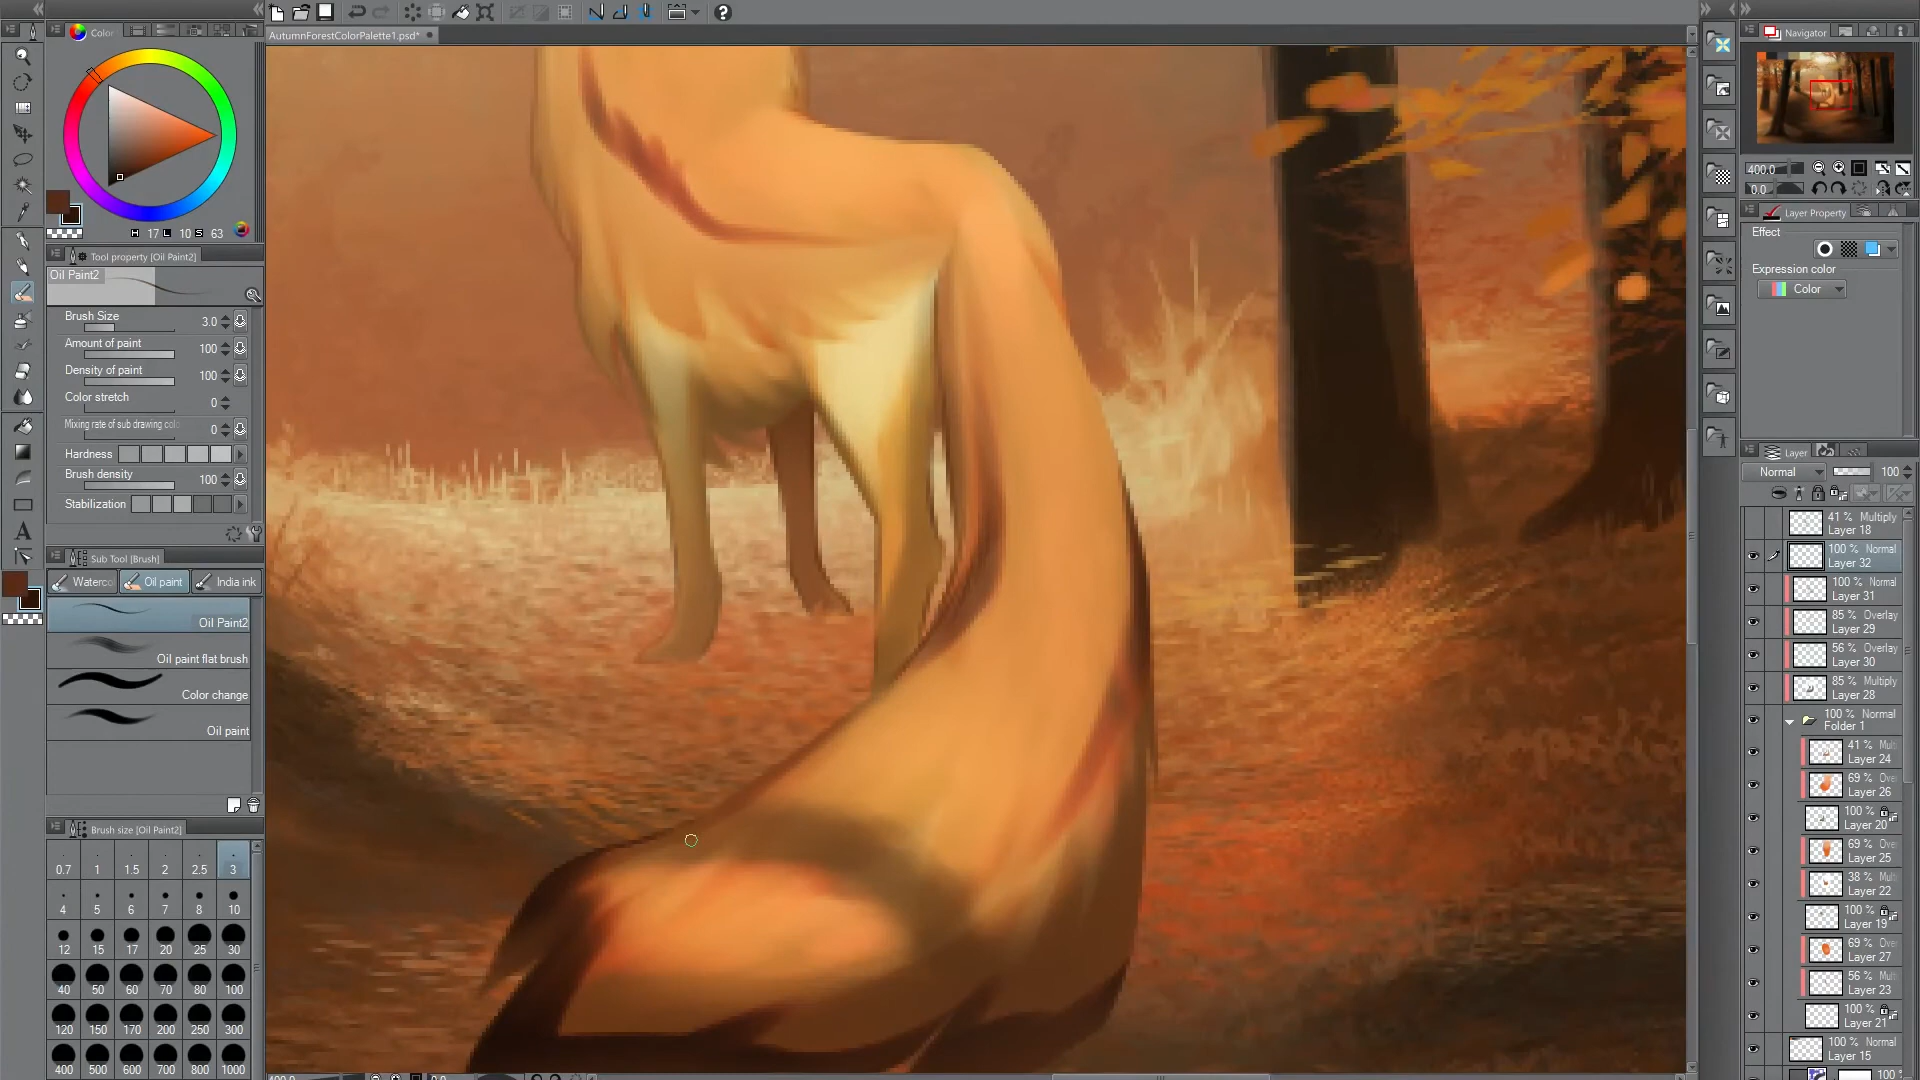 Color
AutumnForestColorPalette1.psd*
H 17 L 10 S 63
Tool property [Oil Paint2]
Oil Paint2
Brush Size 3.0
Amount of paint 100
Density of paint 100
Color stretch 0
Mixing rate of sub drawing colo 0
Hardness
Brush density 100
Stabilization
Sub Tool [Brush]
Waterco Oil paint India ink
Oil Paint2
Oil paint flat brush
Color change
Oil paint
Brush size [Oil Paint2]
0.7 1 1.5 2 2.5 3
4 5 6 7 8 10
12 15 17 20 25 30
40 50 60 70 80 100
120 150 170 200 250 300
400 500 600 700 800 1000
Navigator
400.0
0.0
Layer Property
Effect
Expression color
Color
Layer
Normal 100
41 % Multiply
Layer 18
100 % Normal
Layer 32
100 % Normal
Layer 31
85 % Overlay
Layer 29
56 % Overlay
Layer 30
85 % Multiply
Layer 28
100 % Normal
Folder 1
41 % Mult
Layer 24
69 % Over
Layer 26
100 %
Layer 20
69 % Over
Layer 25
38 % Mult
Layer 22
100 %
Layer 19
69 % Over
Layer 27
56 % Mult
Layer 23
100 %
Layer 21
100 % Normal
Layer 15